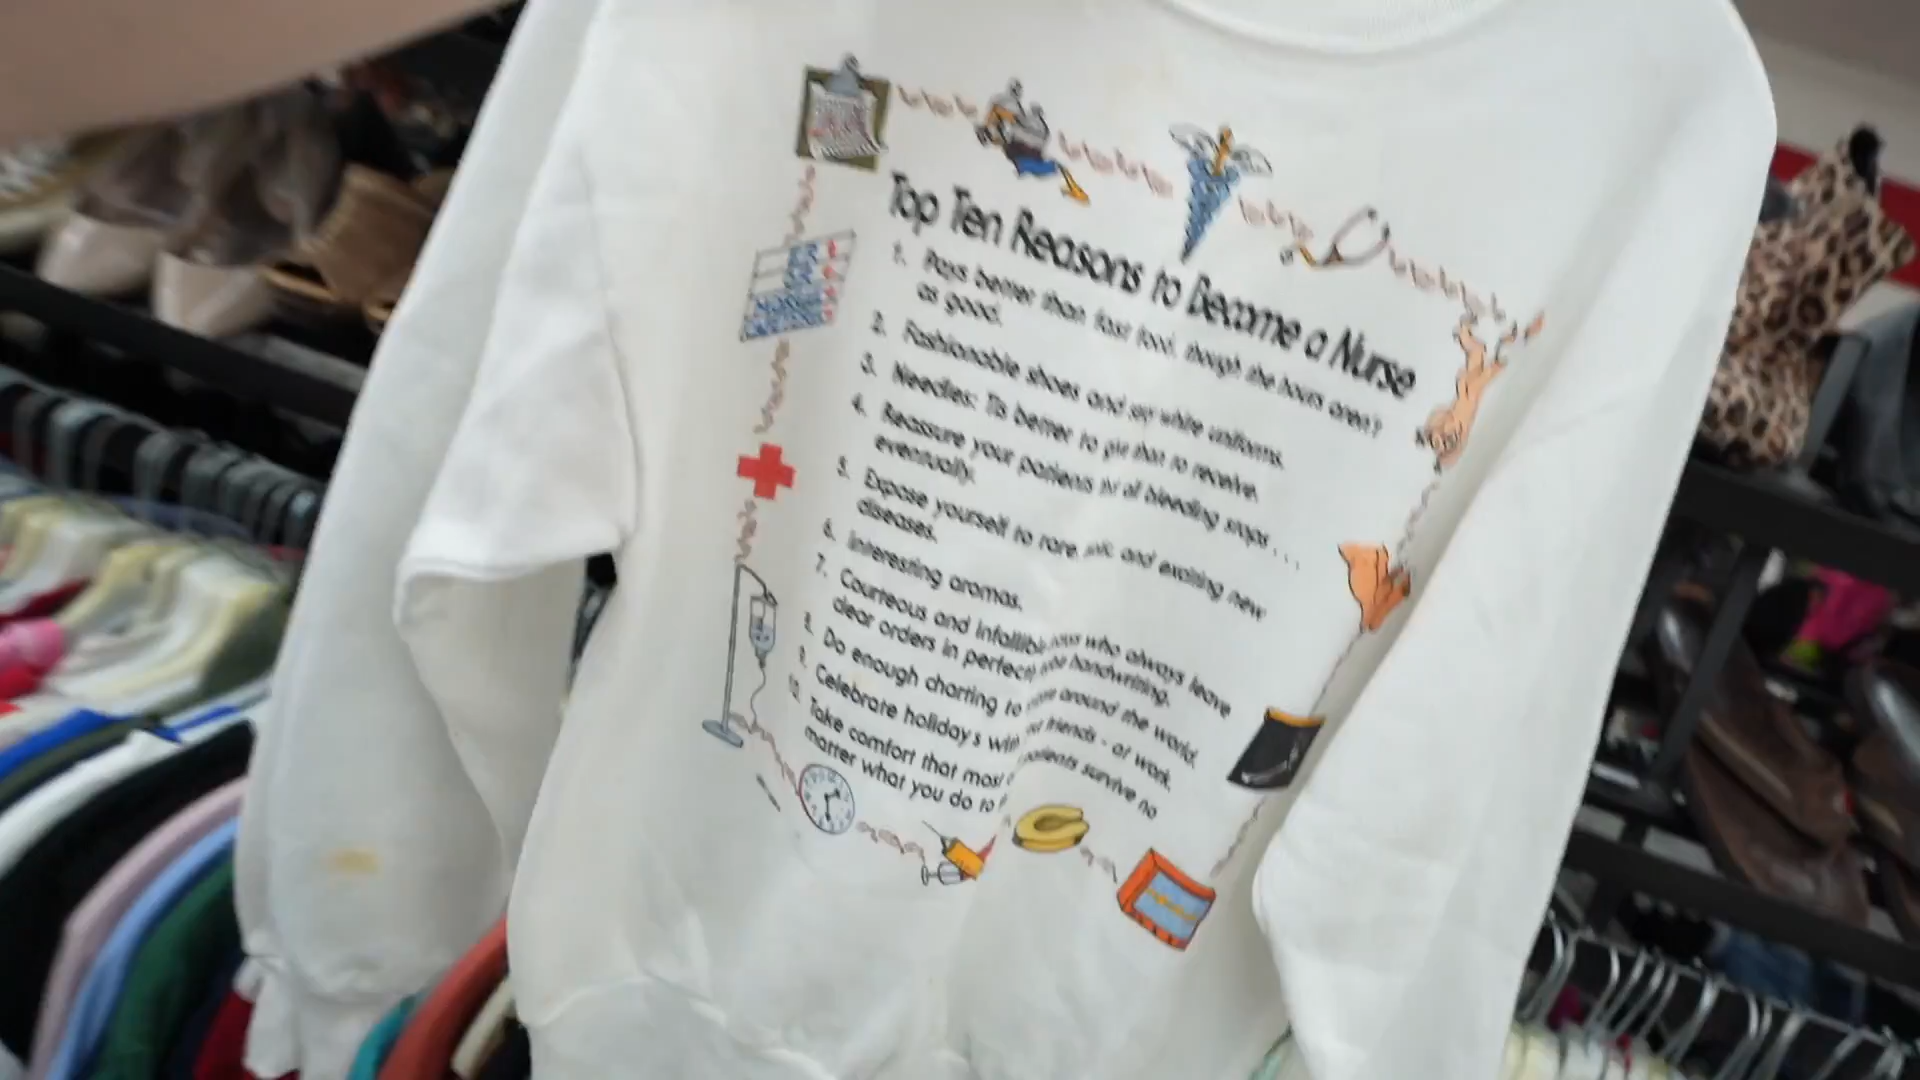 Top Ten Reasons to Become a Nurse
1. Pays better than fast food, though the hours aren't
as good.
2. Fashionable shoes and white uniforms.
3. Needles: 'Tis better to give than to receive.
4. Reassure your patients that all bleeding stops . . .
eventually.
5. Expose yourself to rare, and exciting new
diseases.
6. Interesting aromas.
7. Courteous and infallible who always leave
clear orders in perfectly handwriting.
8. Do enough charting to around the world.
9. Celebrate holidays with friends - at work.
10. Take comfort that most patients survive no
matter what you do to